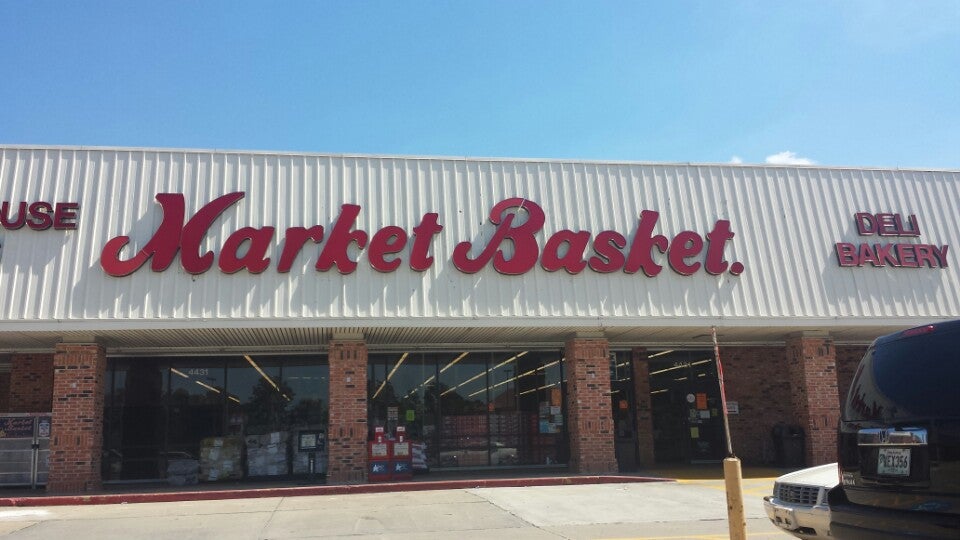 USE
Market Basket.
DELI
BAKERY
4431